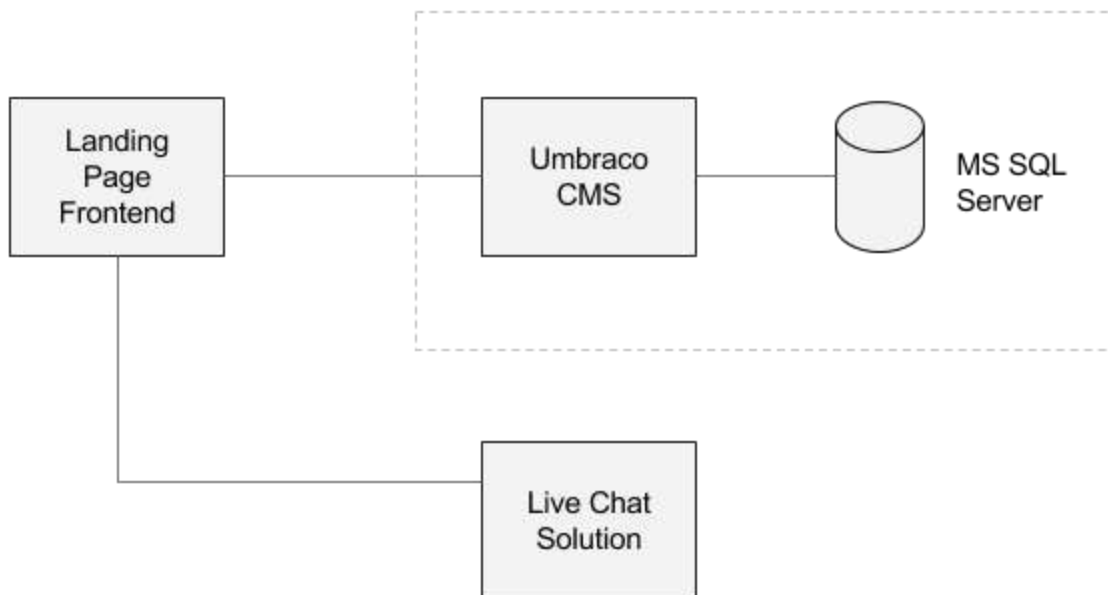 Landing
Page
Frontend
Umbraco
CMS
MS SQL
Server
Live Chat
Solution